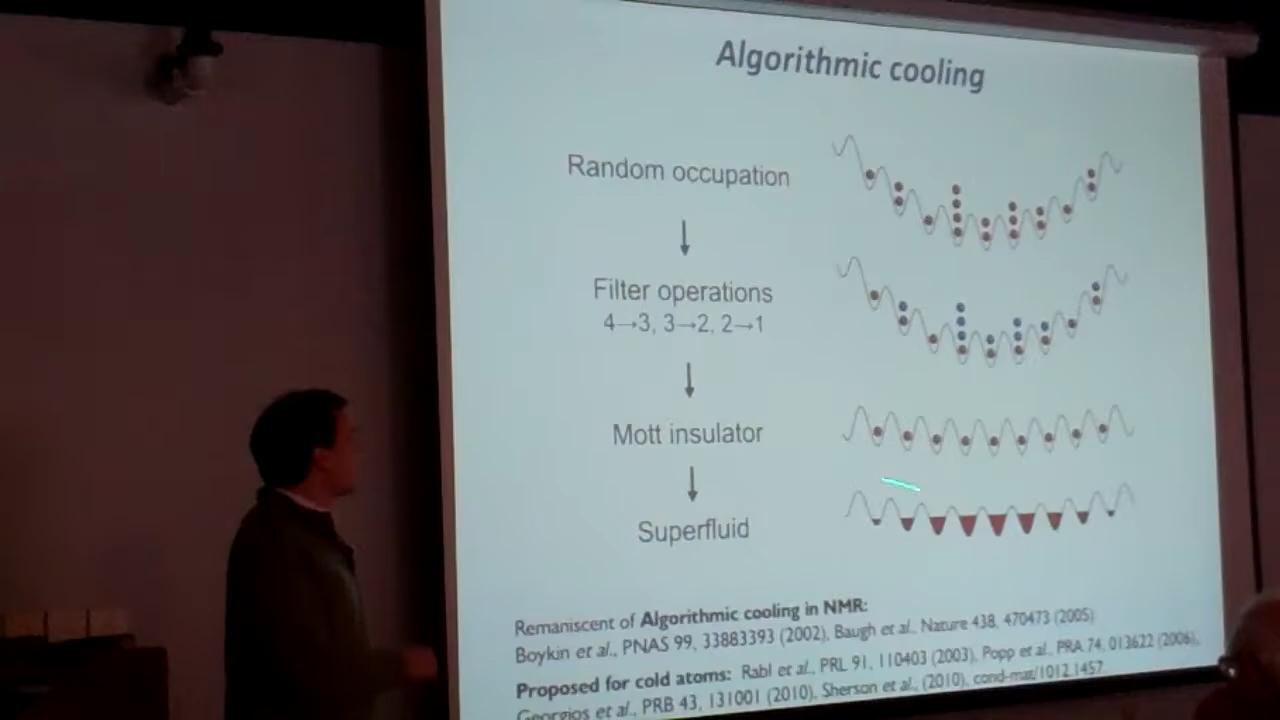 Algorithmic cooling
Random occupation
Filter operations
4→3, 3→2, 2→1
Mott insulator
Superfluid
Remaniscent of Algorithmic cooling in NMR:
Boykin et al., PNAS 99, 33883393 (2002), Baugh et al., Nature 438, 470473 (2005)
Proposed for cold atoms: Rabl et al., PRL 91, 110403 (2003), Popp et al., PRA 74, 013622 (2006),
Georgios et al., PRB 43, 131001 (2010), Sherson et al., (2010), cond-mat/1012.1457.